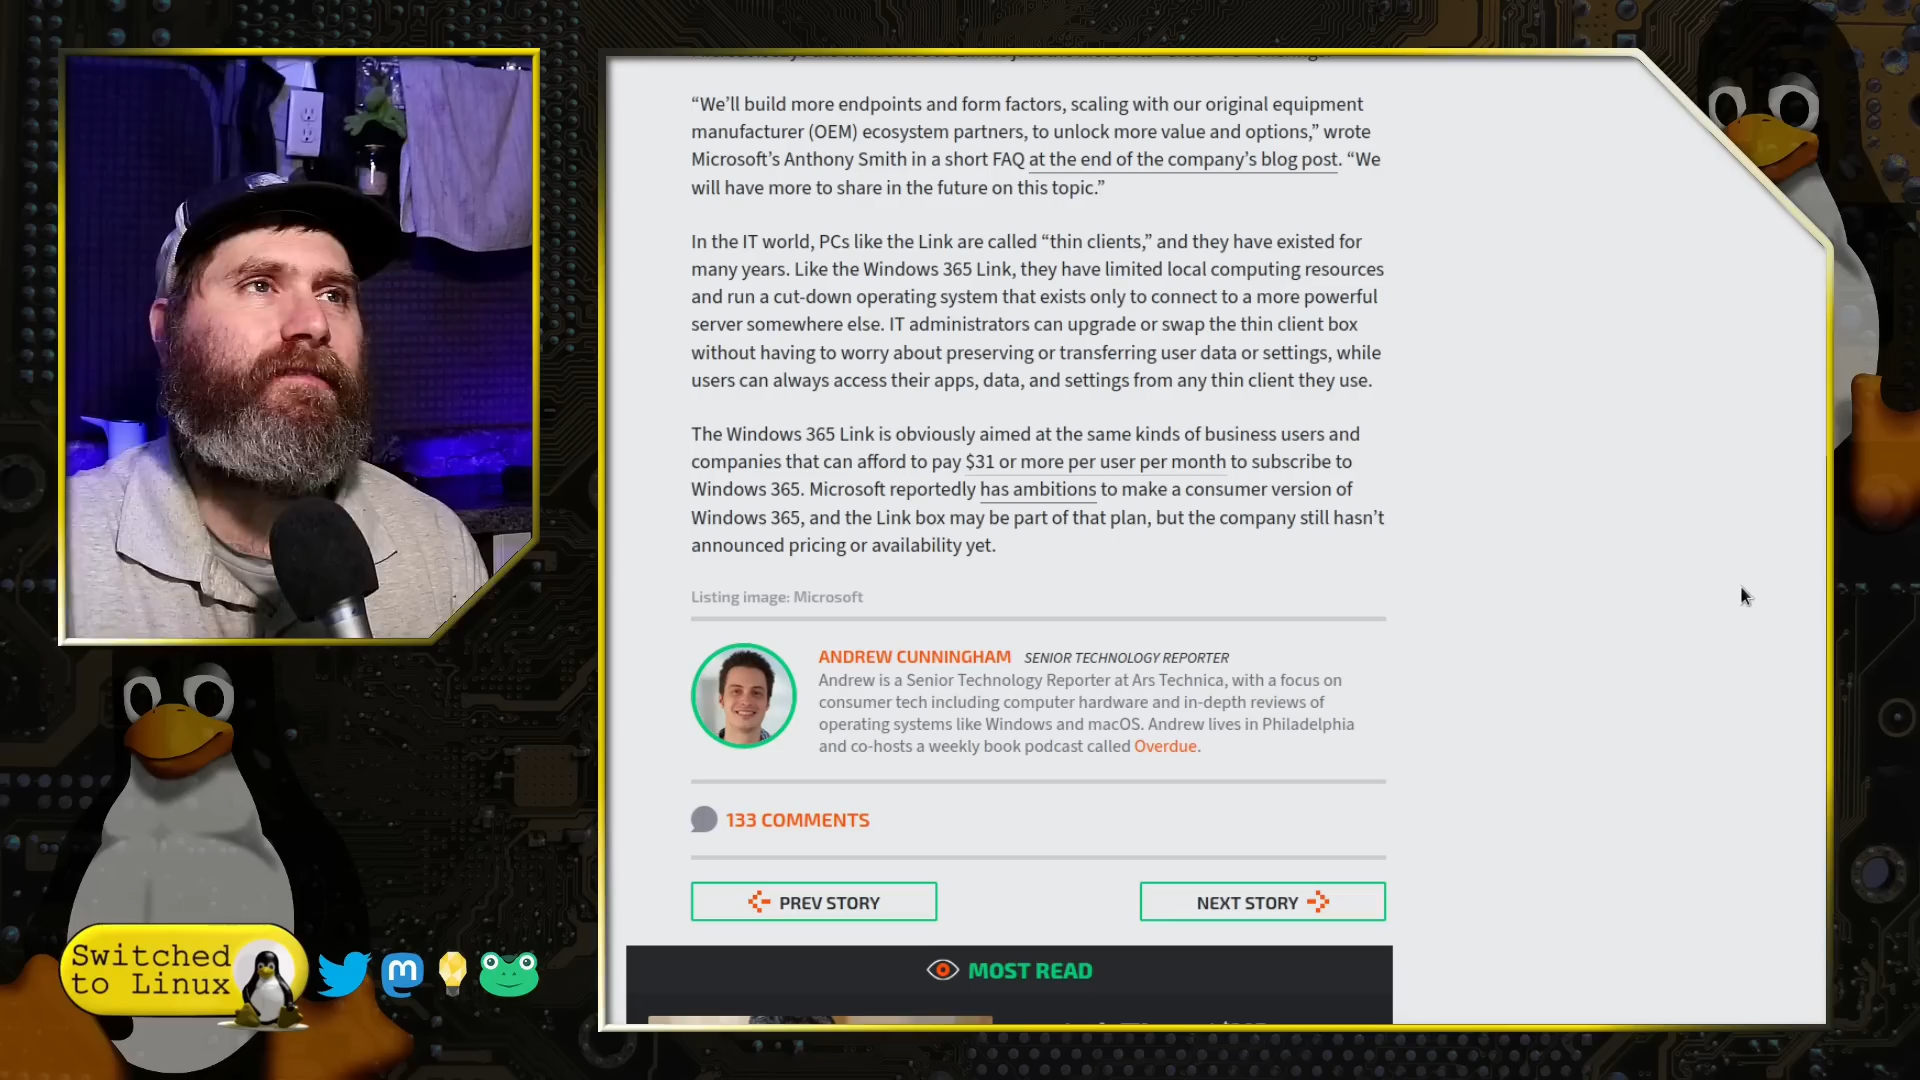 “We’ll build more endpoints and form factors, scaling with our original equipment
manufacturer (OEM) ecosystem partners, to unlock more value and options,” wrote
Microsoft’s Anthony Smith in a short FAQ at the end of the company’s blog post. “We
will have more to share in the future on this topic.”
In the IT world, PCs like the Link are called “thin clients,” and they have existed for
many years. Like the Windows 365 Link, they have limited local computing resources
and run a cut-down operating system that exists only to connect to a more powerful
server somewhere else. IT administrators can upgrade or swap the thin client box
without having to worry about preserving or transferring user data or settings, while
users can always access their apps, data, and settings from any thin client they use.
The Windows 365 Link is obviously aimed at the same kinds of business users and
companies that can afford to pay $31 or more per user per month to subscribe to
Windows 365. Microsoft reportedly has ambitions to make a consumer version of
Windows 365, and the Link box may be part of that plan, but the company still hasn’t
announced pricing or availability yet.
Listing image: Microsoft
ANDREW CUNNINGHAM SENIOR TECHNOLOGY REPORTER
Andrew is a Senior Technology Reporter at Ars Technica, with a focus on
consumer tech including computer hardware and in-depth reviews of
operating systems like Windows and macOS. Andrew lives in Philadelphia
and co-hosts a weekly book podcast called Overdue.
133 COMMENTS
PREV STORY
NEXT STORY
MOST READ
Switched
to Linux
m